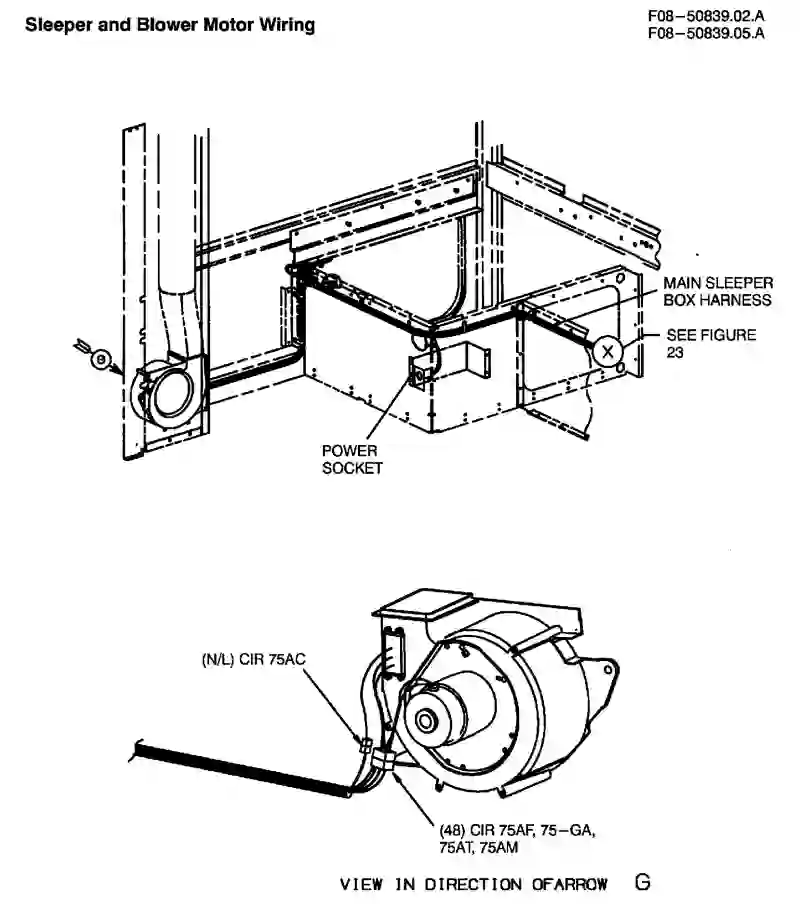 Sleeper and Blower Motor Wiring
F08-50839.02.A
F08-50839.05.A
MAIN SLEEPER
BOX HARNESS
X
SEE FIGURE
23
POWER
SOCKET
(N/L) CIR 75AC
(48) CIR 75AF, 75-GA,
75AT, 75AM
VIEW IN DIRECTION OFARROW G